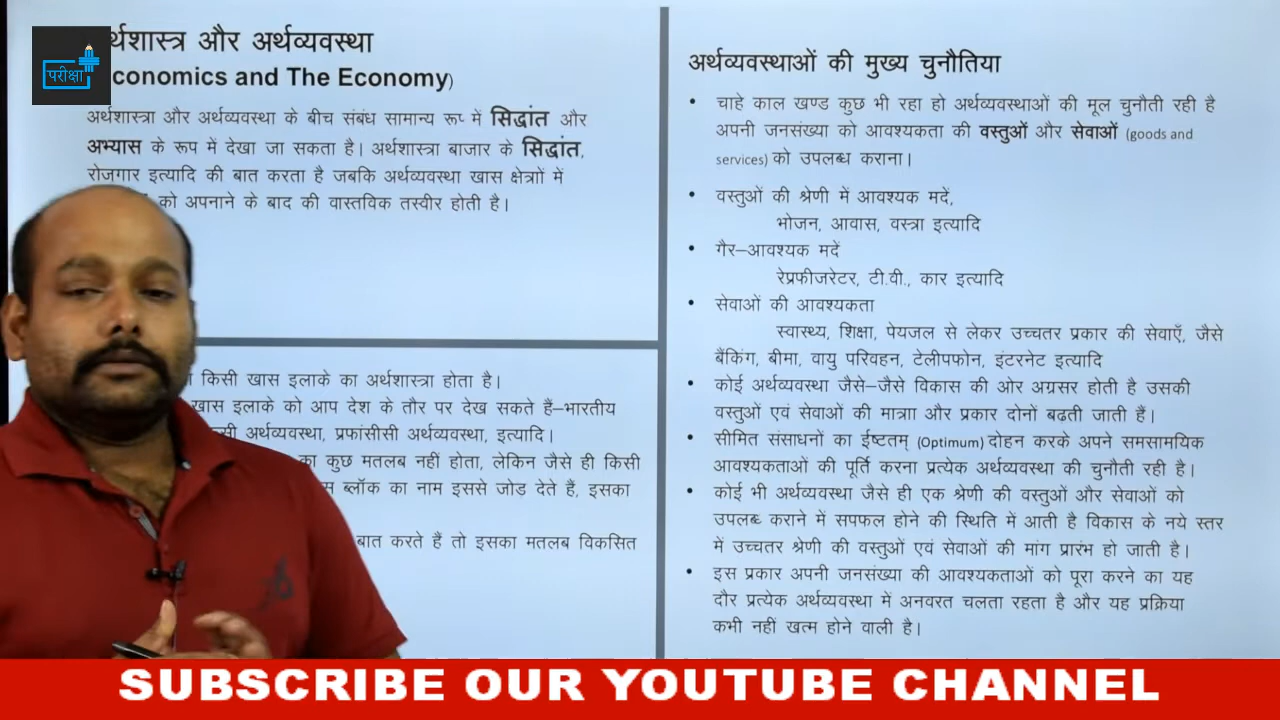 परीक्षा
र्थशास्त्र और अर्थव्यवस्था
conomics and The Economy)
अर्थशास्त्रा और अर्थव्यवस्था के बीच संबंध सामान्य रूप में सिद्धांत और
अभ्यास के रूप में देखा जा सकता है। अर्थशास्त्रा बाजार के सिद्धांत,
रोजगार इत्यादि की बात करता है जबकि अर्थव्यवस्था खास क्षेत्राों में
को अपनाने के बाद की वास्तविक तस्वीर होती है।
किसी खास इलाके का अर्थशास्त्रा होता है।
खास इलाके को आप देश के तौर पर देख सकते हैं–भारतीय
अर्थव्यवस्था, प्रफांसीसी अर्थव्यवस्था, इत्यादि।
का कुछ मतलब नहीं होता, लेकिन जैसे ही किसी
ब्लॉक का नाम इससे जोड़ देते हैं, इसका
बात करते हैं तो इसका मतलब विकसित
अर्थव्यवस्थाओं की मुख्य चुनौतिया
• चाहे काल खण्ड कुछ भी रहा हो अर्थव्यवस्थाओं की मूल चुनौती रही है
अपनी जनसंख्या को आवश्यकता की वस्तुओं और सेवाओं (goods and
services) को उपलब्ध कराना।
• वस्तुओं की श्रेणी में आवश्यक मदें,
भोजन, आवास, वस्त्रा इत्यादि
• गैर–आवश्यक मदें
रेप्रफीजरेटर, टी.वी., कार इत्यादि
• सेवाओं की आवश्यकता
स्वास्थ्य, शिक्षा, पेयजल से लेकर उच्चतर प्रकार की सेवाएँ, जैसे
बैंकिंग, बीमा, वायु परिवहन, टेलीपफोन, इंटरनेट इत्यादि
• कोई अर्थव्यवस्था जैसे–जैसे विकास की ओर अग्रसर होती है उसकी
वस्तुओं एवं सेवाओं की मात्राा और प्रकार दोनों बढती जाती हैं।
• सीमित संसाधनों का ईष्टतम् (Optimum) दोहन करके अपने समसामयिक
आवश्यकताओं की पूर्ति करना प्रत्येक अर्थव्यवस्था की चुनौती रही है।
• कोई भी अर्थव्यवस्था जैसे ही एक श्रेणी की वस्तुओं और सेवाओं को
उपलब्ध कराने में सपफल होने की स्थिति में आती है विकास के नये स्तर
में उच्चतर श्रेणी की वस्तुओं एवं सेवाओं की मांग प्रारंभ हो जाती है।
• इस प्रकार अपनी जनसंख्या की आवश्यकताओं को पूरा करने का यह
दौर प्रत्येक अर्थव्यवस्था में अनवरत चलता रहता है और यह प्रक्रिया
कभी नहीं खत्म होने वाली है।
SUBSCRIBE OUR YOUTUBE CHANNEL